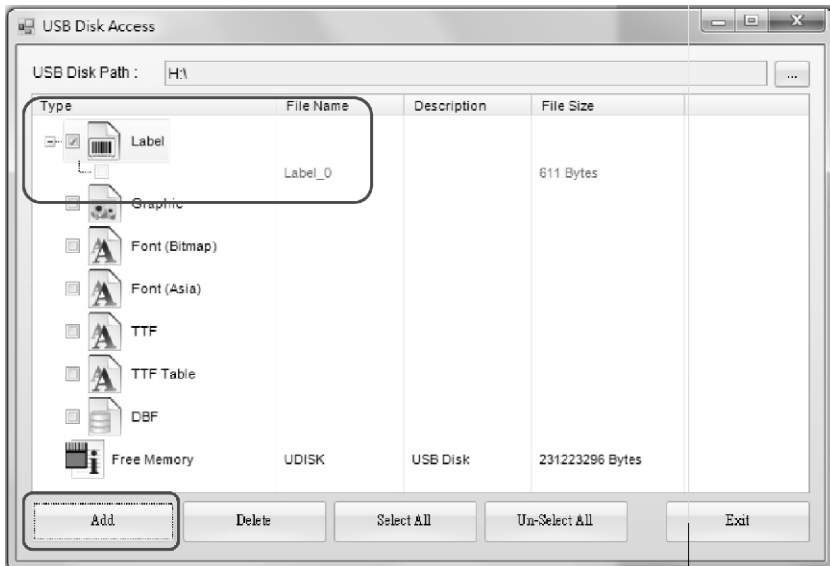 USB Disk Access
USB Disk Path : H:\ ...
Type File Name Description File Size
Label
Label_0 611 Bytes
Graphic
Font (Bitmap)
Font (Asia)
TTF
TTF Table
DBF
Free Memory UDISK USB Disk 231223296 Bytes
Add Delete Select All Un-Select All Exit